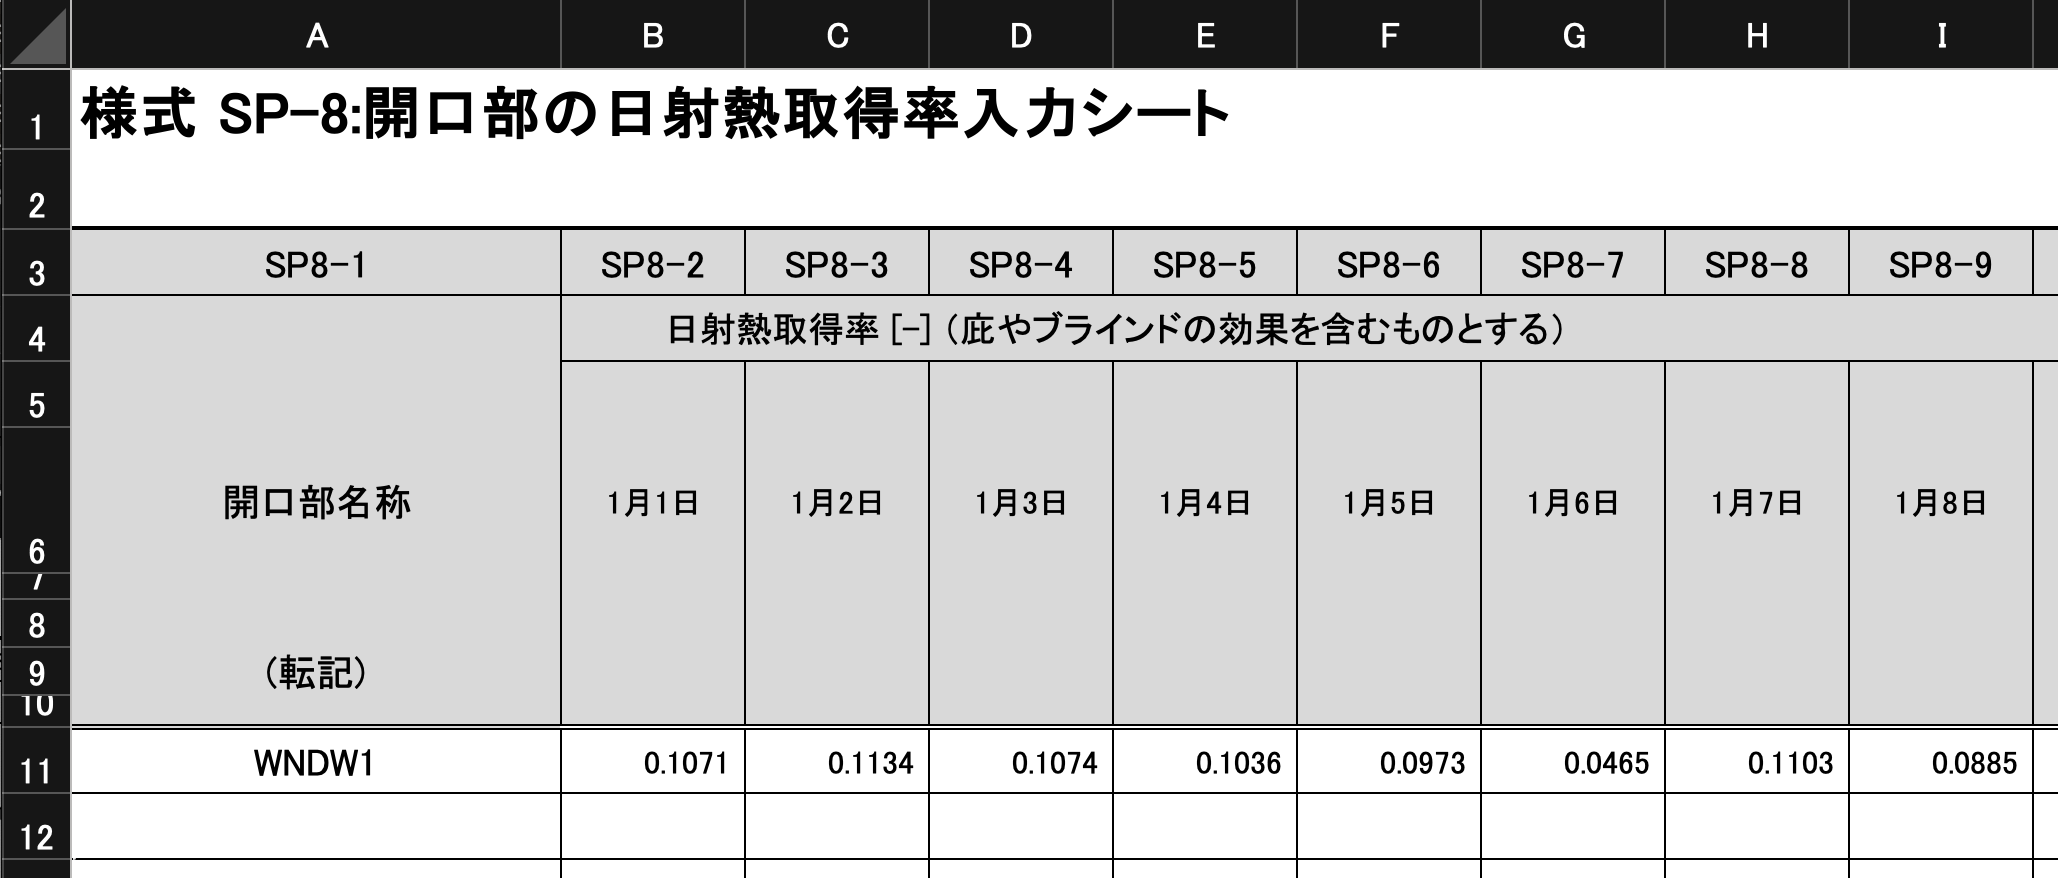 A B C D E F G H I
1 様式 SP-8:開口部の日射熱取得率入力シート
2
3 SP8-1 SP8-2 SP8-3 SP8-4 SP8-5 SP8-6 SP8-7 SP8-8 SP8-9
4 日射熱取得率 [-] (庇やブラインドの効果を含むものとする)
5
6 開口部名称 1月1日 1月2日 1月3日 1月4日 1月5日 1月6日 1月7日 1月8日
7
8
9 (転記)
10
11 WNDW1 0.1071 0.1134 0.1074 0.1036 0.0973 0.0465 0.1103 0.0885
12